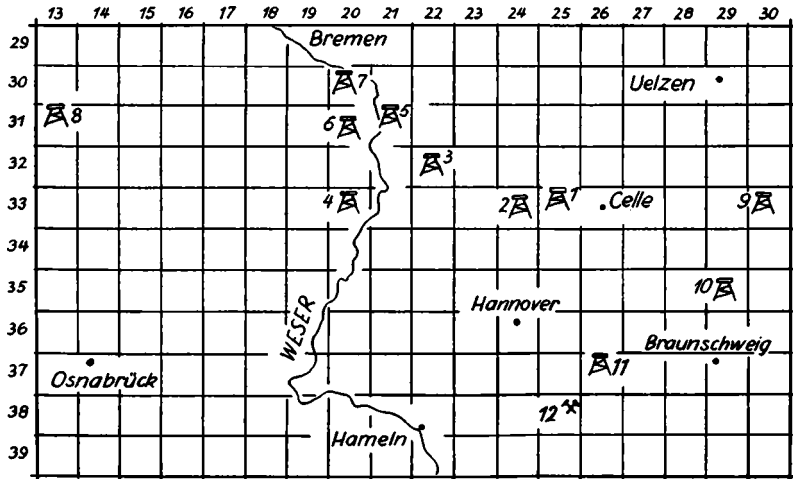 13 14 15 16 17 18 19 20 21 22 23 24 25 26 27 28 29 30
29 Bremen
30 7 Uelzen
31 8 6 5
32 3
33 4 2 1 Celle 9
34
35 10
WESER Hannover
36 Braunschweig
37 Osnabrück 11
38 12
39 Hameln